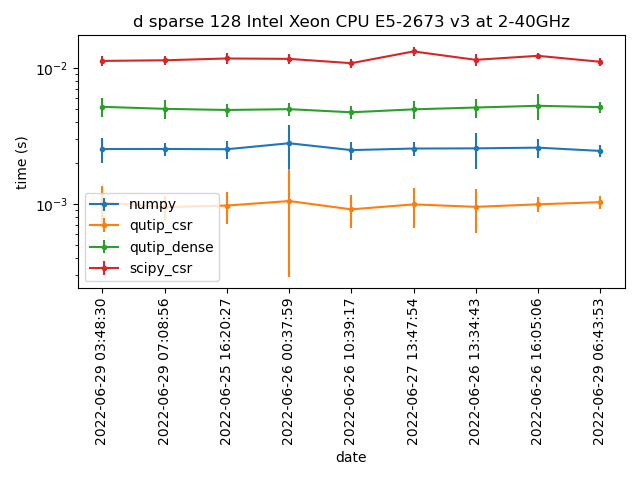 d sparse 128 Intel Xeon CPU E5-2673 v3 at 2-40GHz
time (s)
10⁻²
10⁻³
numpy
qutip_csr
qutip_dense
scipy_csr
2022-06-29 03:48:30
2022-06-29 07:08:56
2022-06-25 16:20:27
2022-06-26 00:37:59
2022-06-26 10:39:17
2022-06-27 13:47:54
2022-06-26 13:34:43
2022-06-26 16:05:06
2022-06-29 06:43:53
date